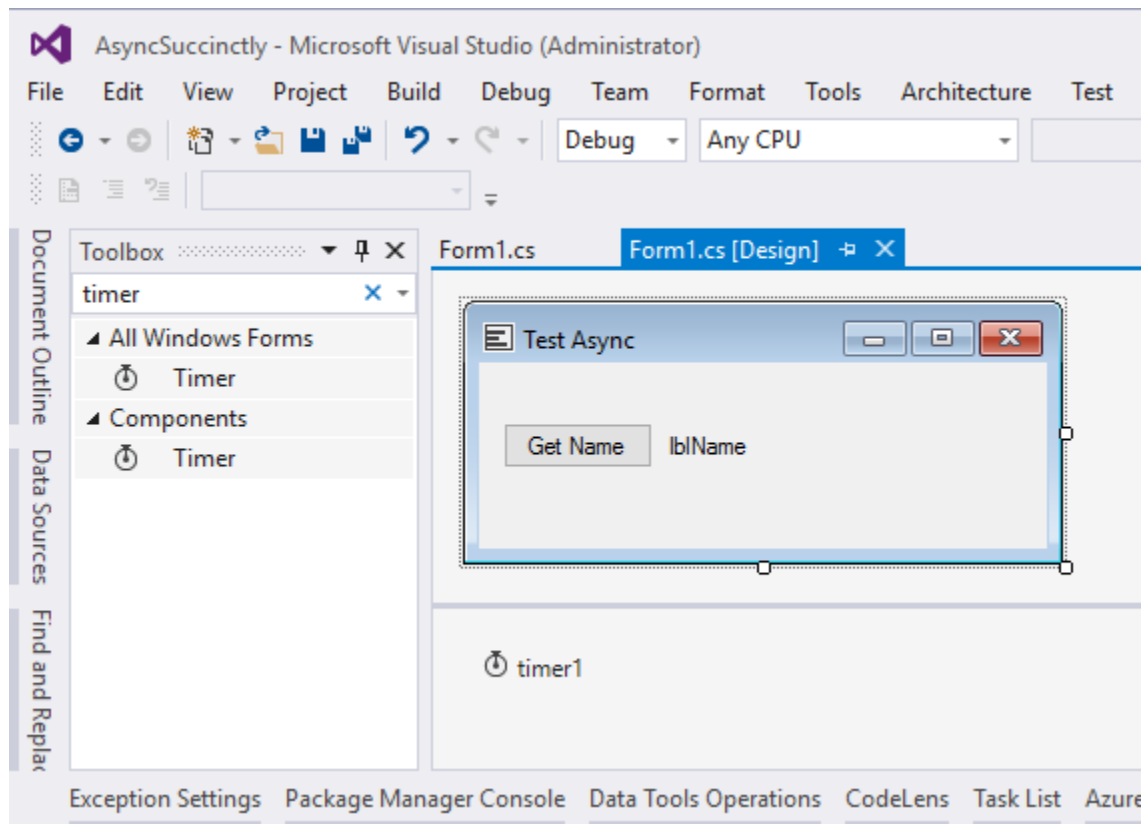 AsyncSuccinctly - Microsoft Visual Studio (Administrator)
File Edit View Project Build Debug Team Format Tools Architecture Test
Debug Any CPU
Document Outline
Data Sources
Find and Replac
Toolbox
timer
All Windows Forms
Timer
Components
Timer
Form1.cs Form1.cs [Design]
Test Async
Get Name lblName
timer1
Exception Settings Package Manager Console Data Tools Operations CodeLens Task List Azure